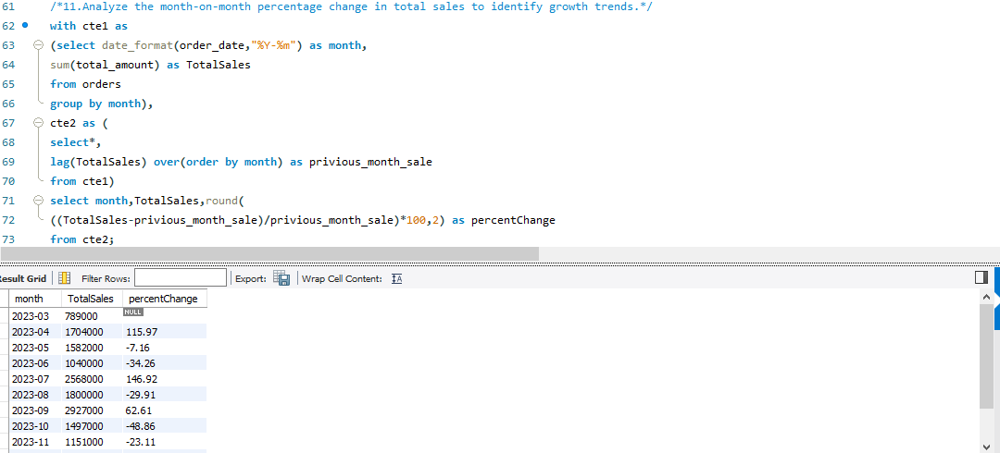 61 /*11.Analyze the month-on-month percentage change in total sales to identify growth trends.*/
62 with cte1 as
63 (select date_format(order_date,"%Y-%m") as month,
64 sum(total_amount) as TotalSales
65 from orders
66 group by month),
67 cte2 as (
68 select*,
69 lag(TotalSales) over(order by month) as privious_month_sale
70 from cte1)
71 select month,TotalSales,round(
72 ((TotalSales-privious_month_sale)/privious_month_sale)*100,2) as percentChange
73 from cte2;
Result Grid Filter Rows: Export: Wrap Cell Content: IA
month TotalSales percentChange
2023-03 789000 NULL
2023-04 1704000 115.97
2023-05 1582000 -7.16
2023-06 1040000 -34.26
2023-07 2568000 146.92
2023-08 1800000 -29.91
2023-09 2927000 62.61
2023-10 1497000 -48.86
2023-11 1151000 -23.11